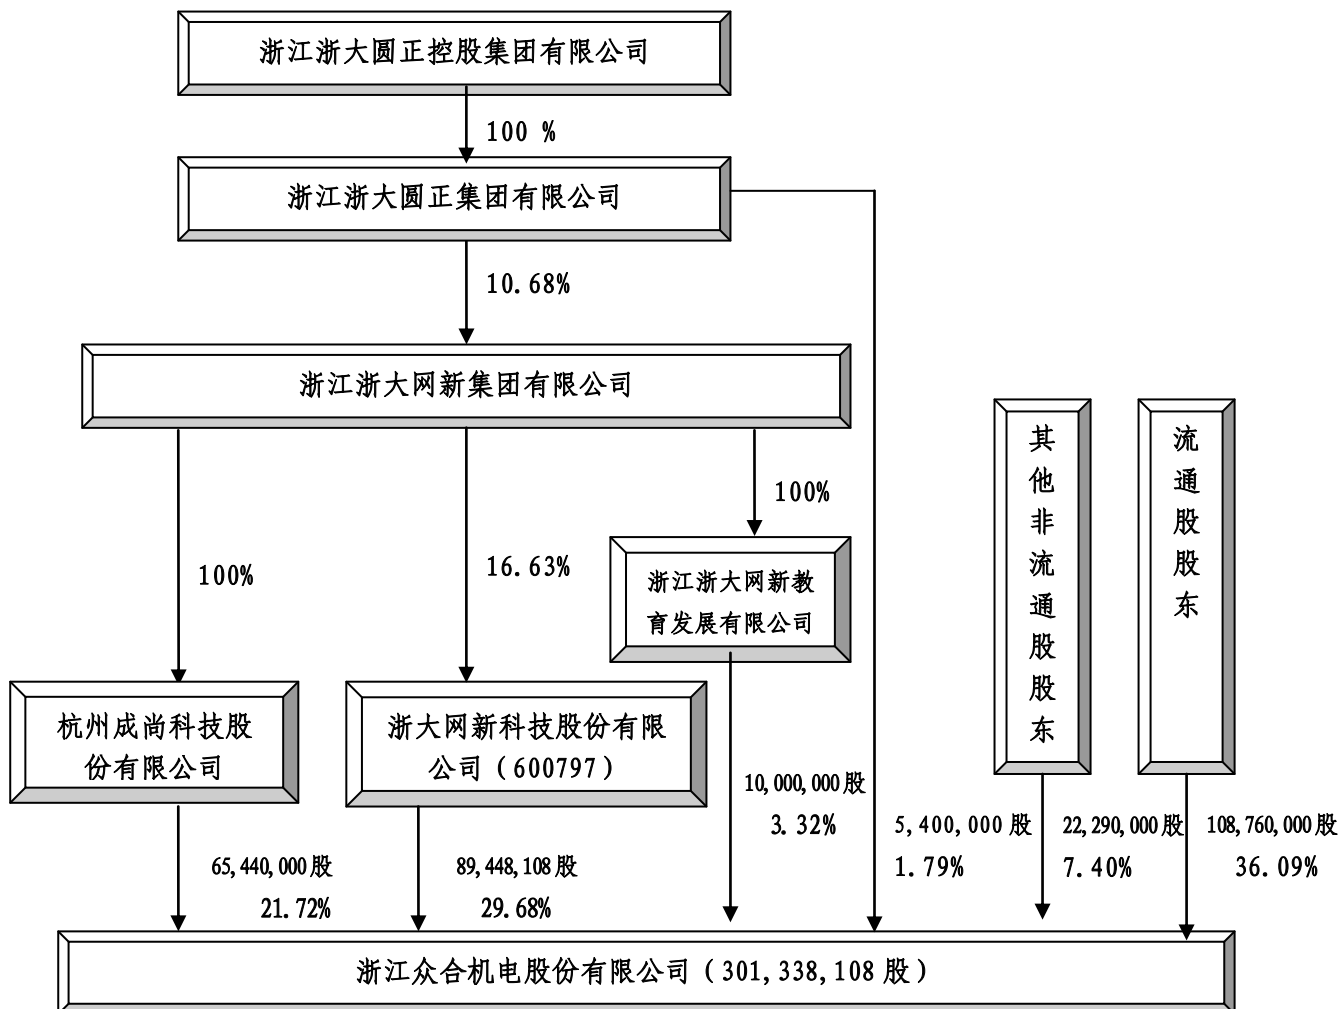 浙江浙大圆正控股集团有限公司
100 %
浙江浙大圆正集团有限公司
10.68%
浙江浙大网新集团有限公司
100%
16.63%
100%
浙江浙大网新教
育发展有限公司
杭州成尚科技股
份有限公司
浙大网新科技股份有限
公司（600797）
其他非流通股股东
流通股股东
65,440,000股
21.72%
89,448,108股
29.68%
10,000,000股
3.32%
5,400,000股
1.79%
22,290,000股
7.40%
108,760,000股
36.09%
浙江众合机电股份有限公司（301,338,108股）